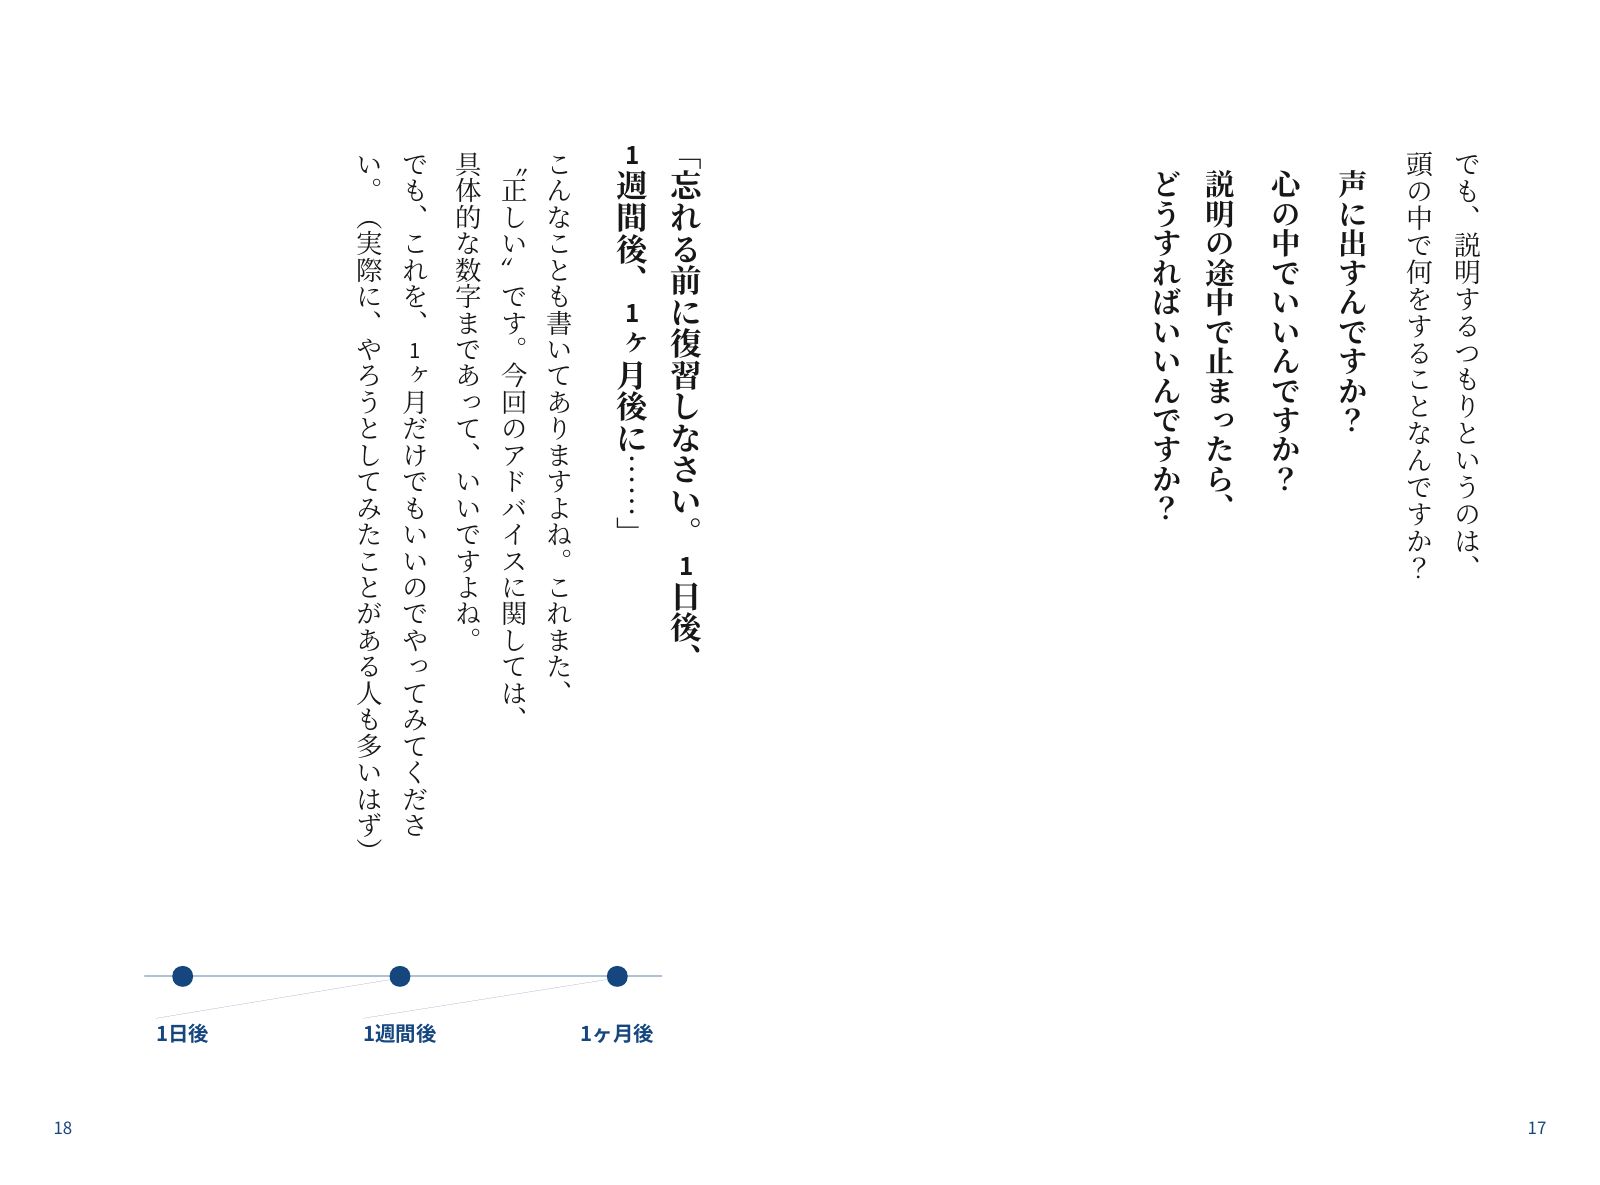 でも、説明するつもりというのは、
頭の中で何をすることなんですか？
声に出すんですか？
心の中でいいんですか？
説明の途中で止まったら、
どうすればいいんですか？
17
「忘れる前に復習しなさい。1日後、
1週間後、1ヶ月後に……」
こんなことも書いてありますよね。これまた、
〝正しい〟です。今回のアドバイスに関しては、
具体的な数字まであって、いいですよね。
でも、これを、1ヶ月だけでもいいのでやってみてくださ
い。（実際に、やろうとしてみたことがある人も多いはず）
1日後
1週間後
1ヶ月後
18